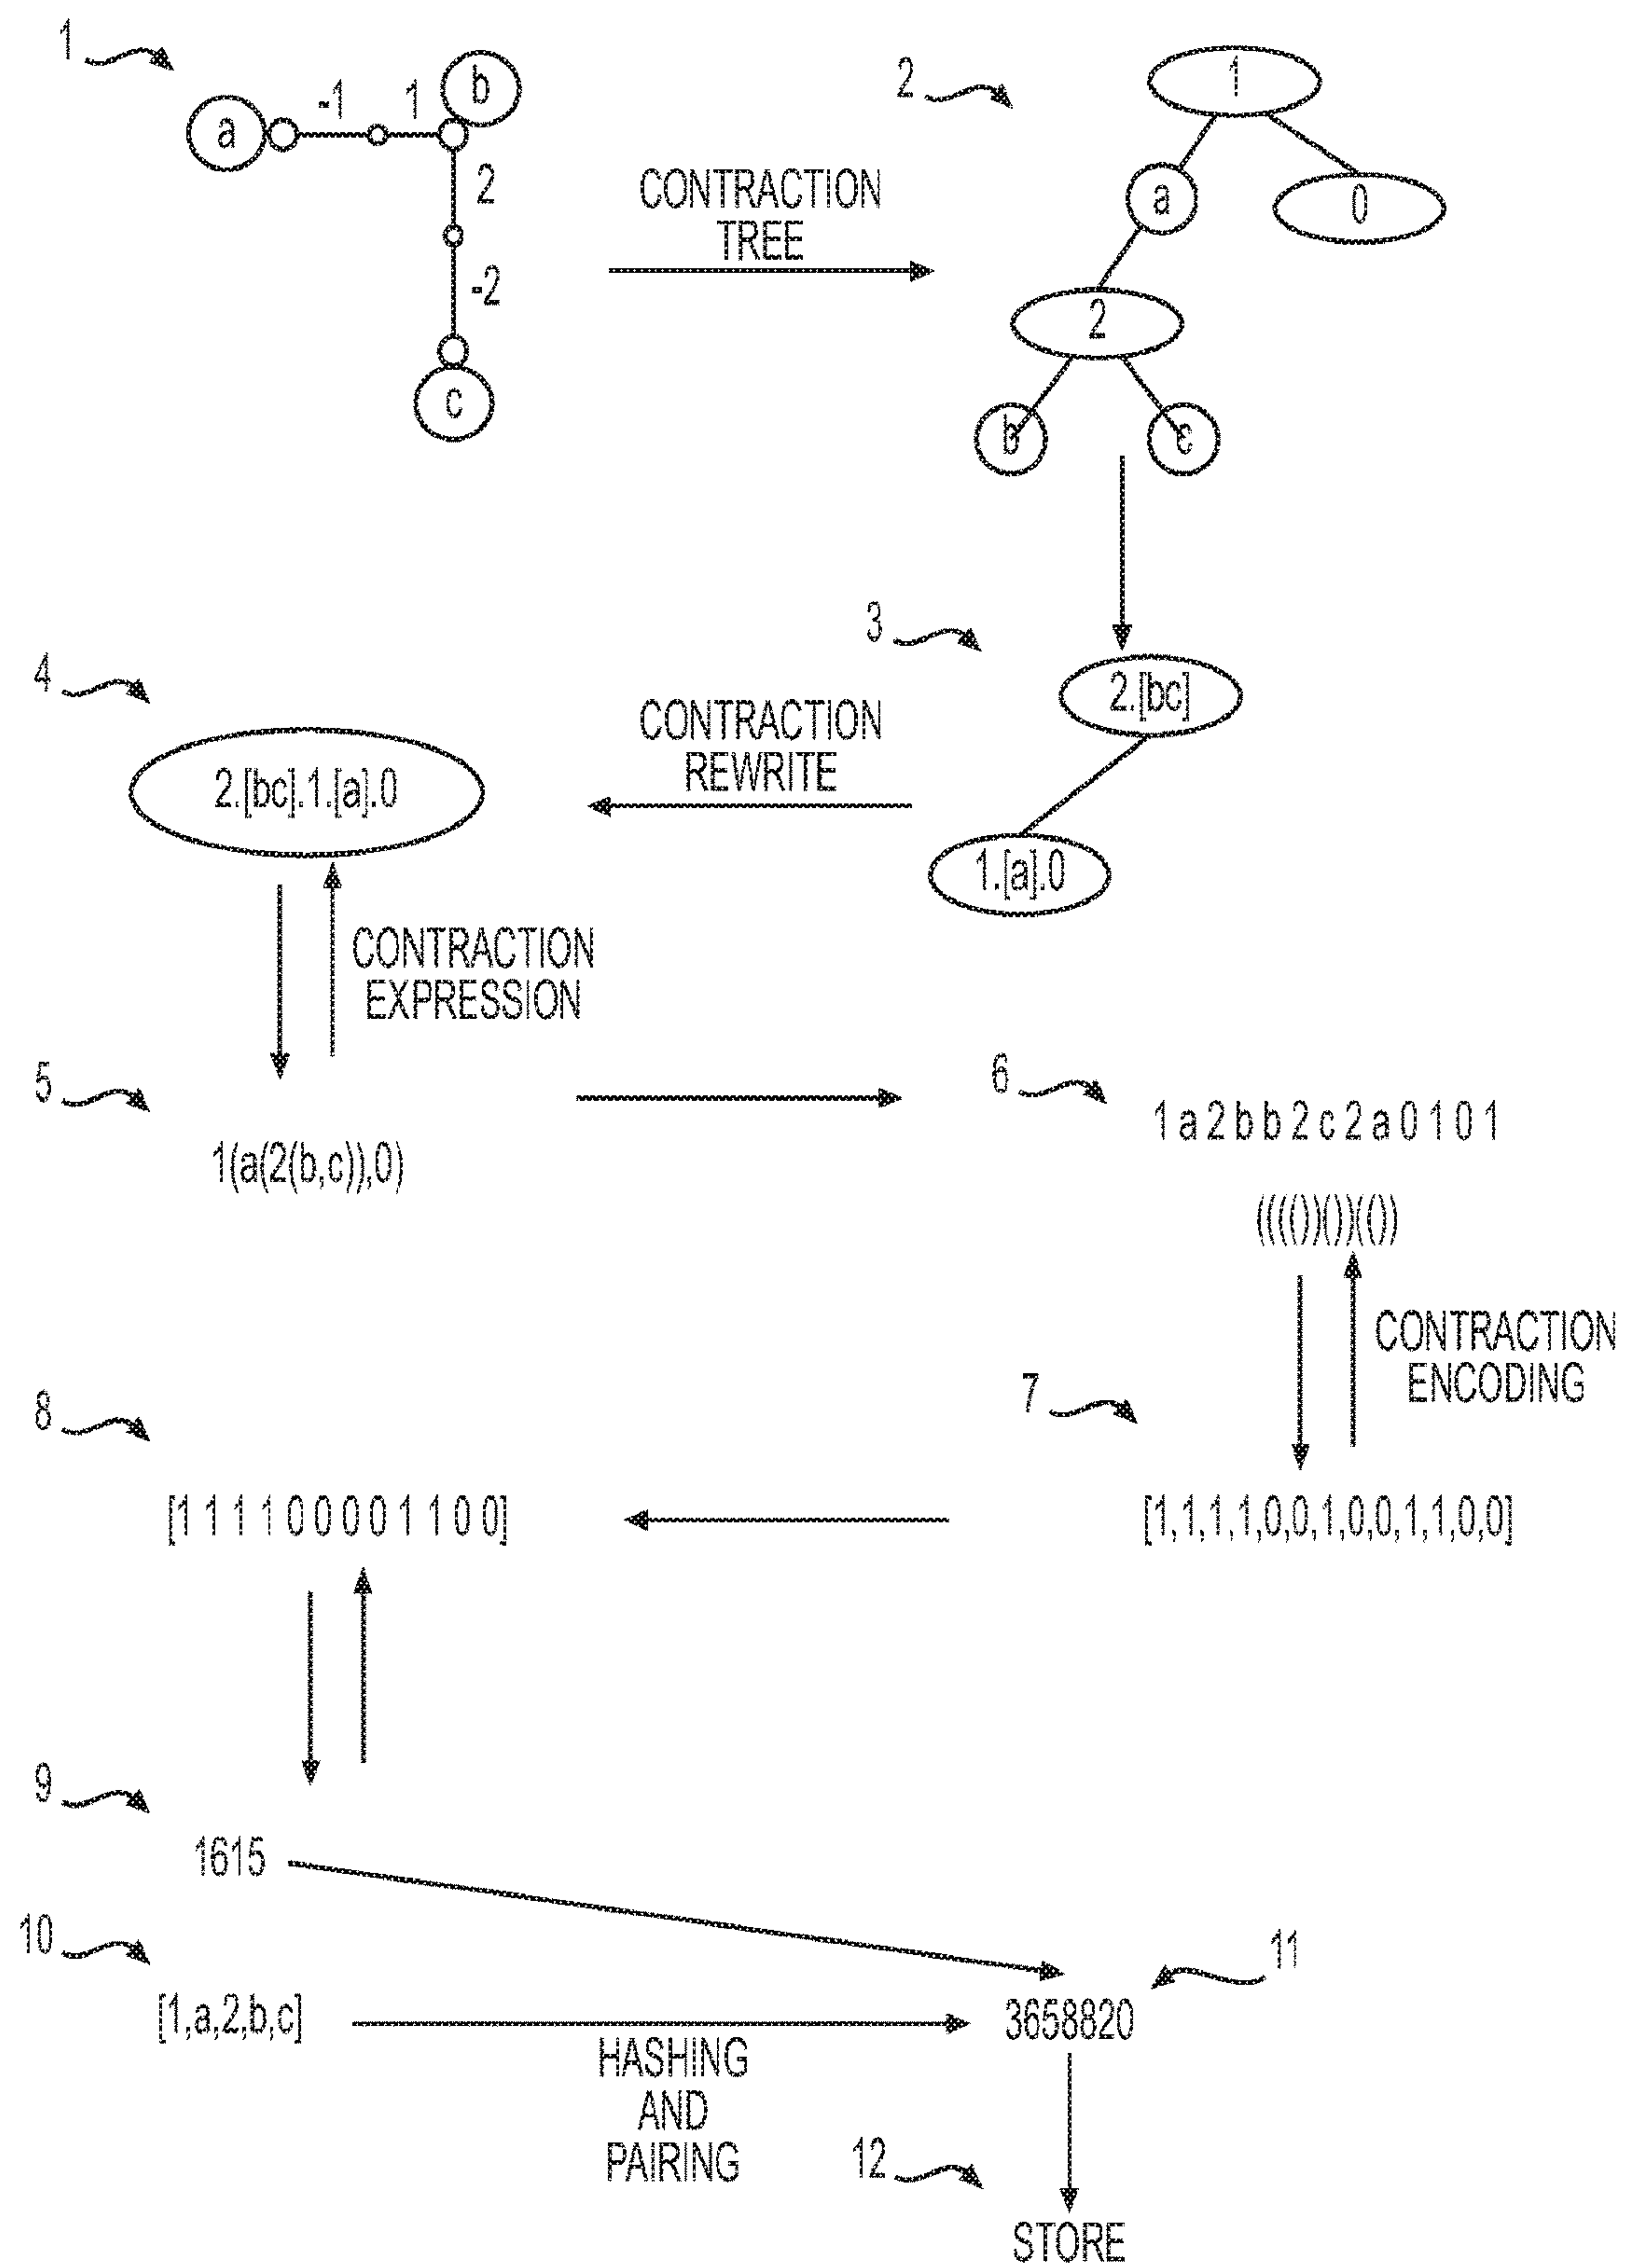 1
a
-1
1
b
2
-2
c
CONTRACTION
TREE
2
1
a
0
2
b
c
3
2.[bc]
1.[a].0
CONTRACTION
REWRITE
4
2.[bc].1.[a].0
CONTRACTION
EXPRESSION
5
1(a(2(b,c)),0)
6
1 a 2 b b 2 c 2 a 0 1 0 1
(((())())(())
CONTRACTION
ENCODING
7
[1,1,1,1,0,0,1,0,0,1,1,0,0]
8
[1 1 1 1 0 0 0 0 1 1 0 0]
9
1615
10
[1,a,2,b,c]
HASHING
AND
PAIRING
11
3658820
12
STORE